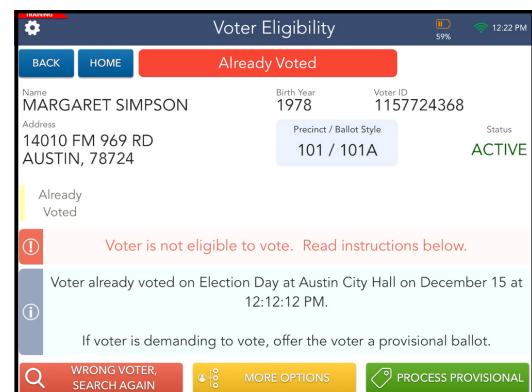 TRAINING
Voter Eligibility
59%
12:22 PM
BACK
HOME
Already Voted
Name
MARGARET SIMPSON
Birth Year
1978
Voter ID
1157724368
Address
14010 FM 969 RD
AUSTIN, 78724
Precinct / Ballot Style
101 / 101A
Status
ACTIVE
Already
Voted
Voter is not eligible to vote. Read instructions below.
Voter already voted on Election Day at Austin City Hall on December 15 at
12:12:12 PM.
If voter is demanding to vote, offer the voter a provisional ballot.
WRONG VOTER,
SEARCH AGAIN
MORE OPTIONS
PROCESS PROVISIONAL